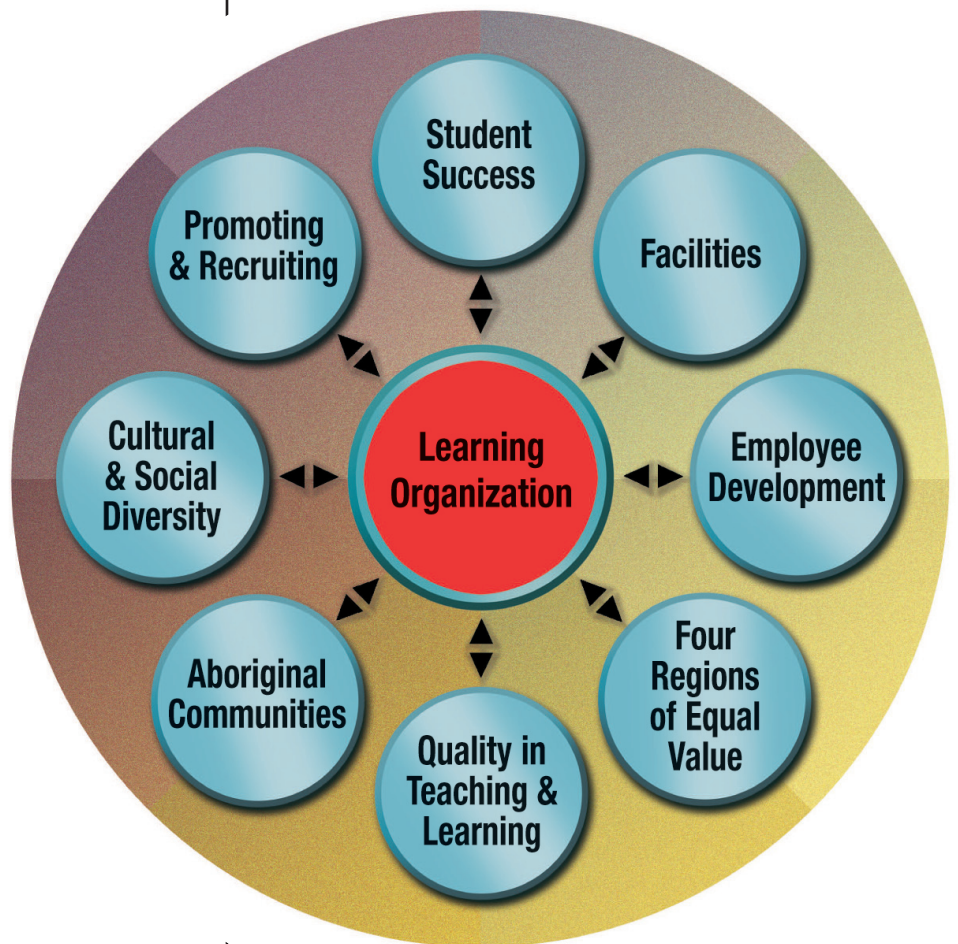 Student
Success
Facilities
Employee
Development
Four
Regions
of Equal
Value
Quality in
Teaching &
Learning
Aboriginal
Communities
Cultural
& Social
Diversity
Promoting
& Recruiting
Learning
Organization